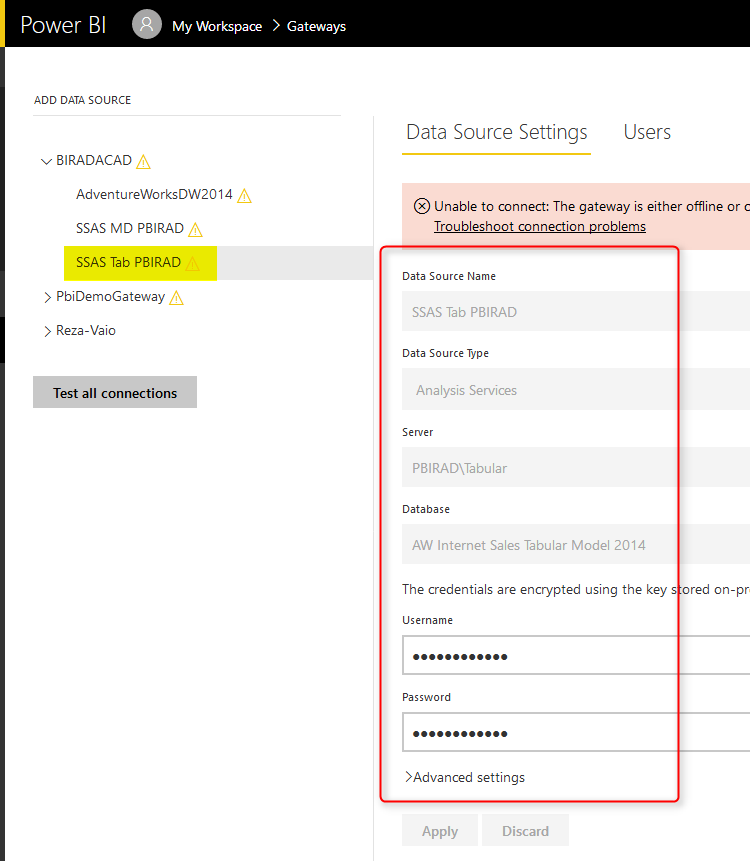 Power BI
My Workspace > Gateways
ADD DATA SOURCE
BIRADACAD
AdventureWorksDW2014
SSAS MD PBIRAD
SSAS Tab PBIRAD
PbiDemoGateway
Reza-Vaio
Test all connections
Data Source Settings Users
Unable to connect: The gateway is either offline or
Troubleshoot connection problems
Data Source Name
SSAS Tab PBIRAD
Data Source Type
Analysis Services
Server
PBIRAD\Tabular
Database
AW Internet Sales Tabular Model 2014
The credentials are encrypted using the key stored on-pr
Username
••••••••••••
Password
••••••••••••
Advanced settings
Apply Discard